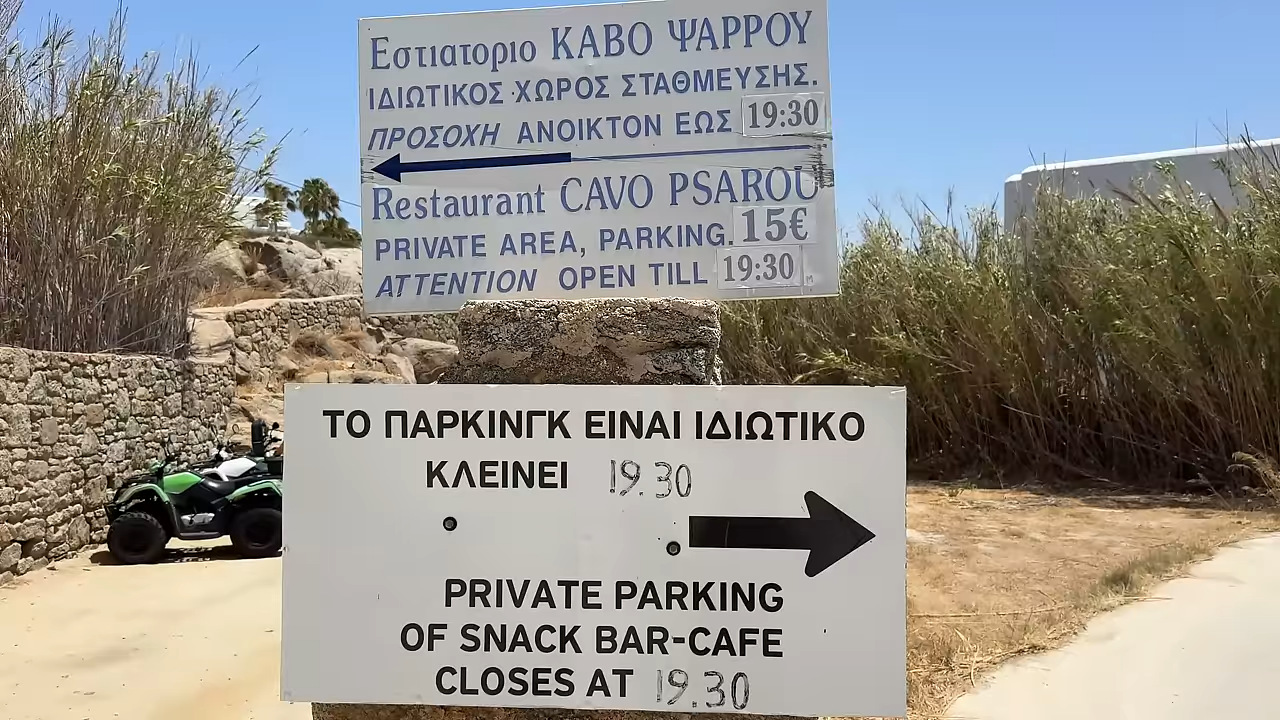 Εστιατοριο ΚΑΒΟ ΨΑΡΡΟΥ
ΙΔΙΩΤΙΚΟΣ ΧΩΡΟΣ ΣΤΑΘΜΕΥΣΗΣ.
ΠΡΟΣΟΧΗ ΑΝΟΙΚΤΟΝ ΕΩΣ 19:30
Restaurant CAVO PSAROU
PRIVATE AREA, PARKING. 15€
ATTENTION OPEN TILL 19:30
ΤΟ ΠΑΡΚΙΝΓΚ ΕΙΝΑΙ ΙΔΙΩΤΙΚΟ
ΚΛΕΙΝΕΙ 19.30
PRIVATE PARKING
OF SNACK BAR-CAFE
CLOSES AT 19.30